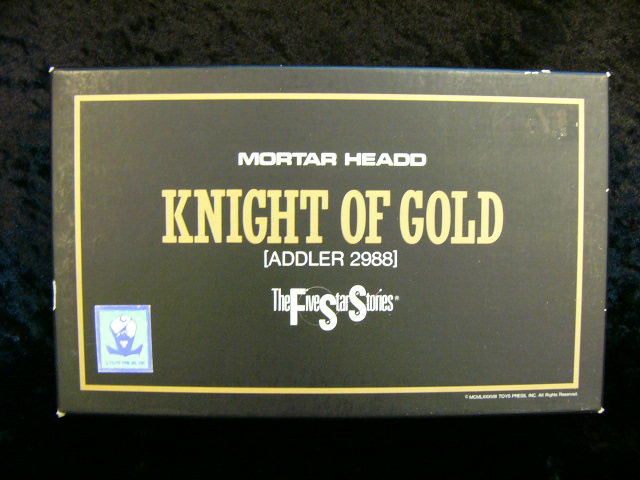 MORTAR HEADD
KNIGHT OF GOLD
[ADDLER 2988]
The Five Star Stories®
TOYS PRESS, INC. All Rights Reserved.